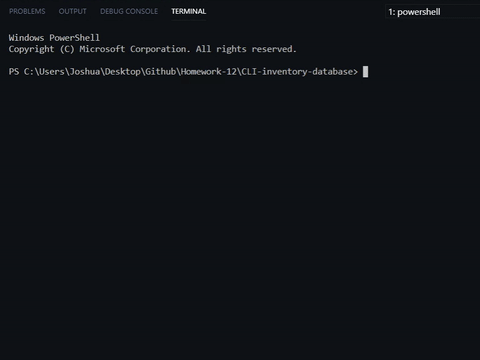 PROBLEMS OUTPUT DEBUG CONSOLE TERMINAL 1: powershell
Windows PowerShell
Copyright (C) Microsoft Corporation. All rights reserved.
PS C:\Users\Joshua\Desktop\Github\Homework-12\CLI-inventory-database>